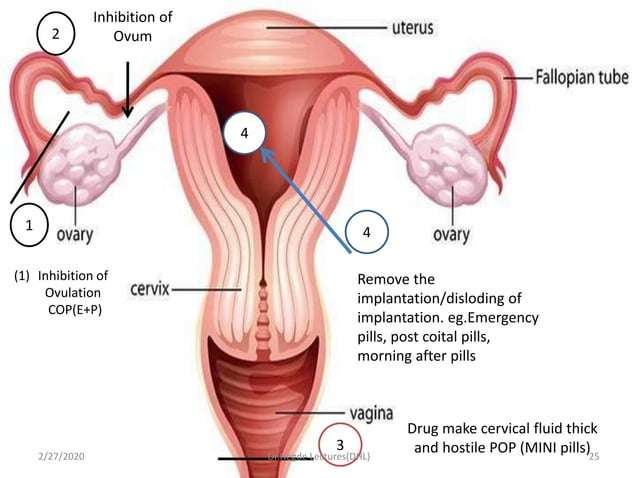 Inhibition of
Ovum
2
uterus
Fallopian tube
4
1
ovary
4
ovary
(1) Inhibition of
Ovulation
COP(E+P)
cervix
Remove the
implantation/disloding of
implantation. eg.Emergency
pills, post coital pills,
morning after pills
vagina
3
Drug make cervical fluid thick
and hostile POP (MINI pills)
2/27/2020
Lectures(DHL)
25